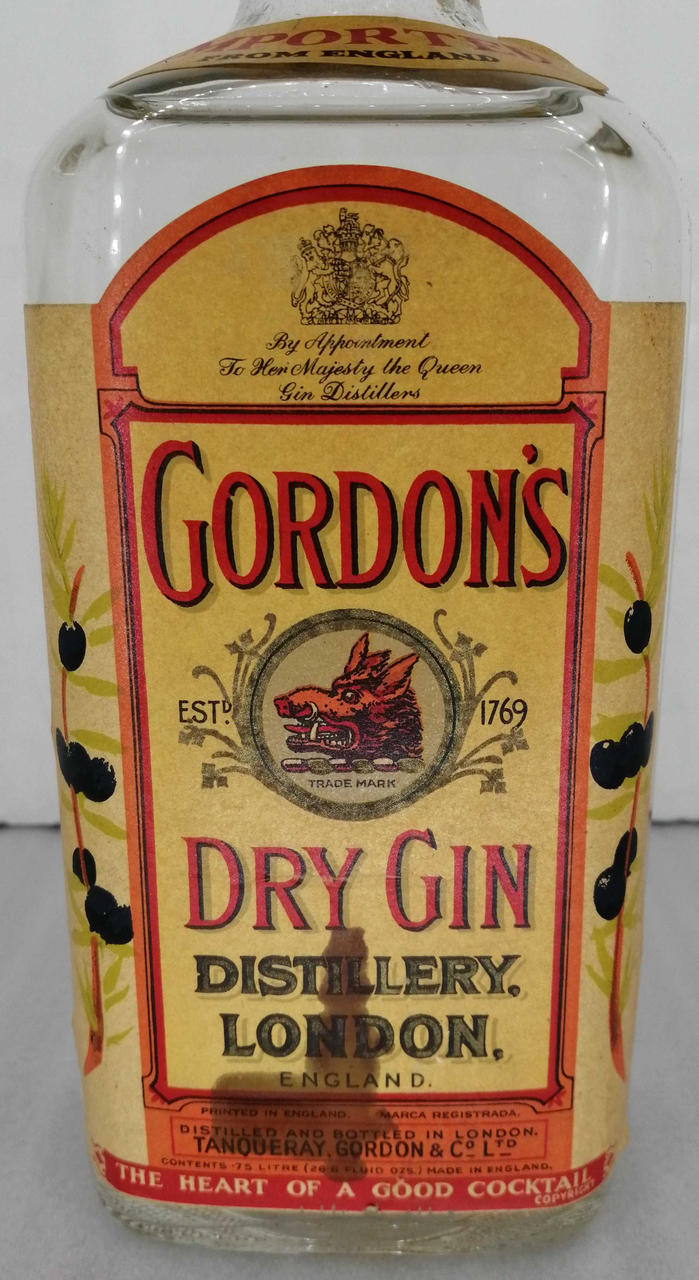 IMPORTED
FROM ENGLAND
By Appointment
To Her Majesty the Queen
Gin Distillers
GORDON'S
ESTD. 1769
TRADE MARK
DRY GIN
DISTILLERY,
LONDON,
ENGLAND.
PRINTED IN ENGLAND. MARCA REGISTRADA.
DISTILLED AND BOTTLED IN LONDON.
TANQUERAY, GORDON & Co. LTD
CONTENTS ·75 LITRE (26·6 FLUID OZS.) MADE IN ENGLAND.
THE HEART OF A GOOD COCKTAIL
COPYRIGHT